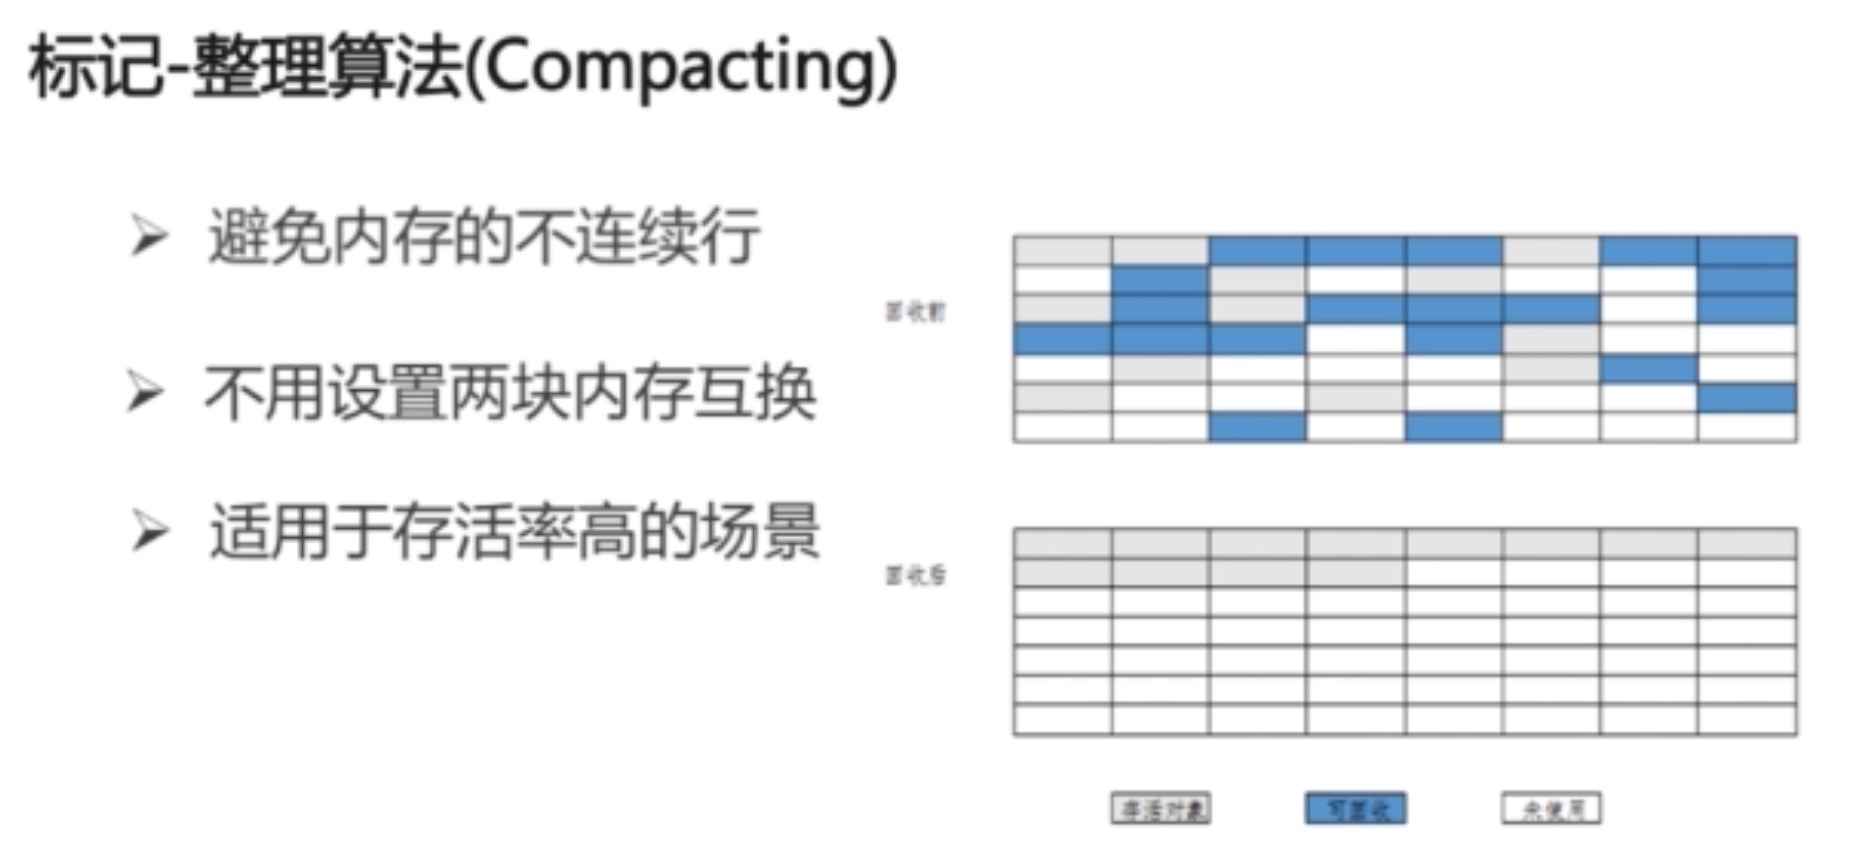 标记-整理算法(Compacting)
避免内存的不连续行
不用设置两块内存互换
适用于存活率高的场景
回收前
回收后
存活对象
可回收
未使用